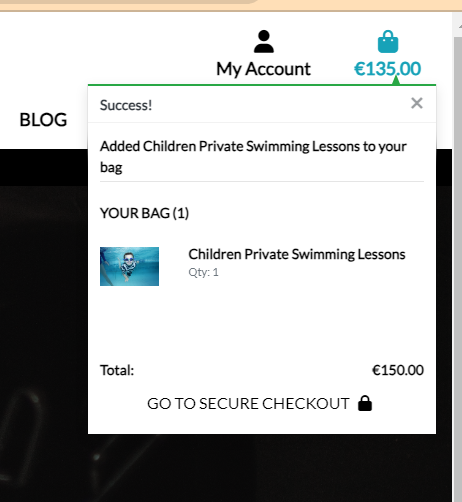 My Account
€135.00
BLOG
Success!
×
Added Children Private Swimming Lessons to your
bag
YOUR BAG (1)
Children Private Swimming Lessons
Qty: 1
Total:
€150.00
GO TO SECURE CHECKOUT